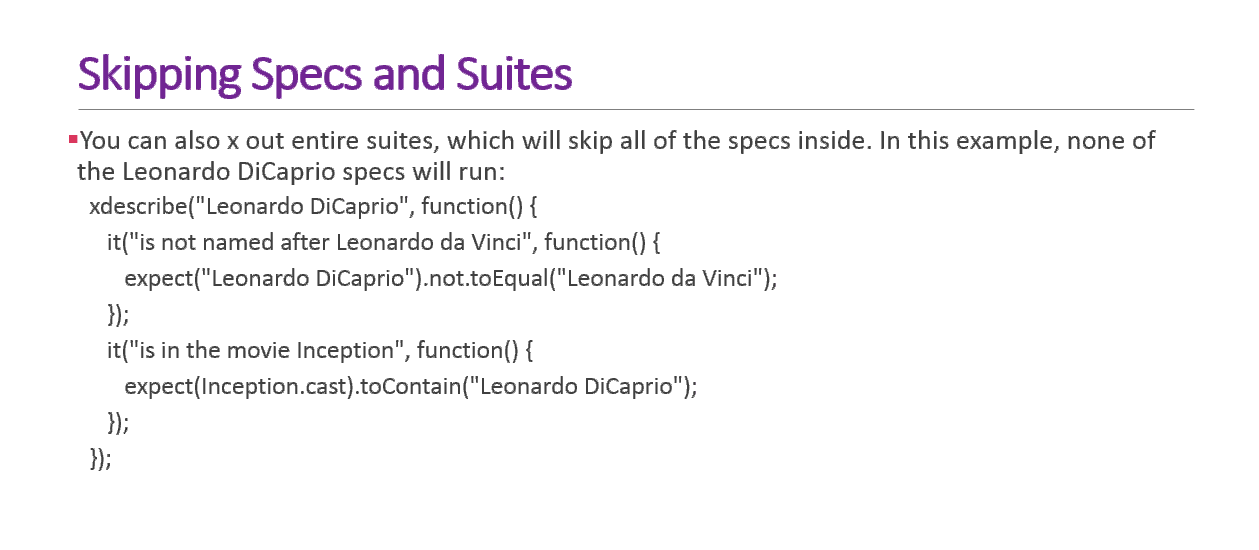 Skipping Specs and Suites
▪You can also x out entire suites, which will skip all of the specs inside. In this example, none of
the Leonardo DiCaprio specs will run:
xdescribe("Leonardo DiCaprio", function() {
it("is not named after Leonardo da Vinci", function() {
expect("Leonardo DiCaprio").not.toEqual("Leonardo da Vinci");
});
it("is in the movie Inception", function() {
expect(Inception.cast).toContain("Leonardo DiCaprio");
});
});